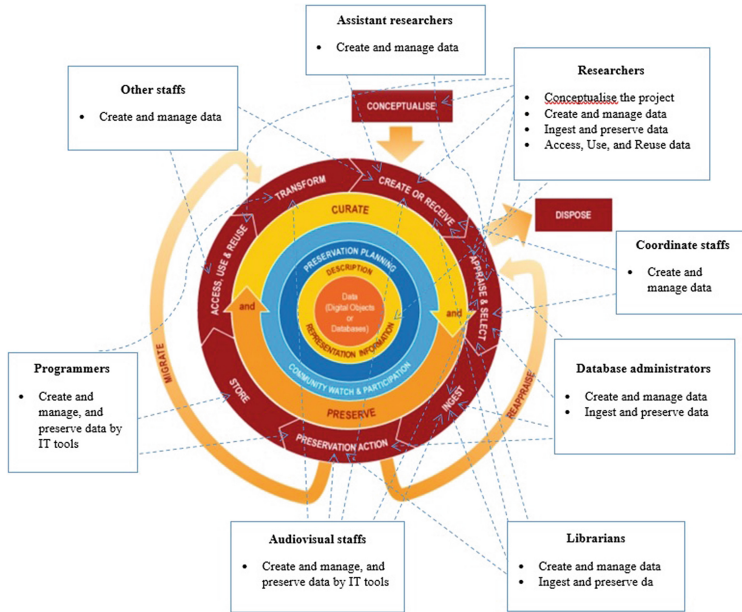 Assistant researchers
• Create and manage data
Researchers
• Conceptualise the project
• Create and manage data
• Ingest and preserve data
• Access, Use, and Reuse data
Other staffs
• Create and manage data
CONCEPTUALISE
DISPOSE
Coordinate staffs
• Create and
manage data
TRANSFORM
CREATE OR RECEIVE
APPRAISE & SELECT
INGEST
PRESERVATION ACTION
STORE
ACCESS, USE & REUSE
CURATE
and
PRESERVE
and
PRESERVATION PLANNING
COMMUNITY WATCH & PARTICIPATION
DESCRIPTION
REPRESENTATION INFORMATION
Data
(Digital Objects
or
Databases)
MIGRATE
REAPPRAISE
Programmers
• Create and
manage, and
preserve data by
IT tools
Database administrators
• Create and manage data
• Ingest and preserve data
Audiovisual staffs
• Create and manage, and
preserve data by IT tools
Librarians
• Create and manage data
• Ingest and preserve da